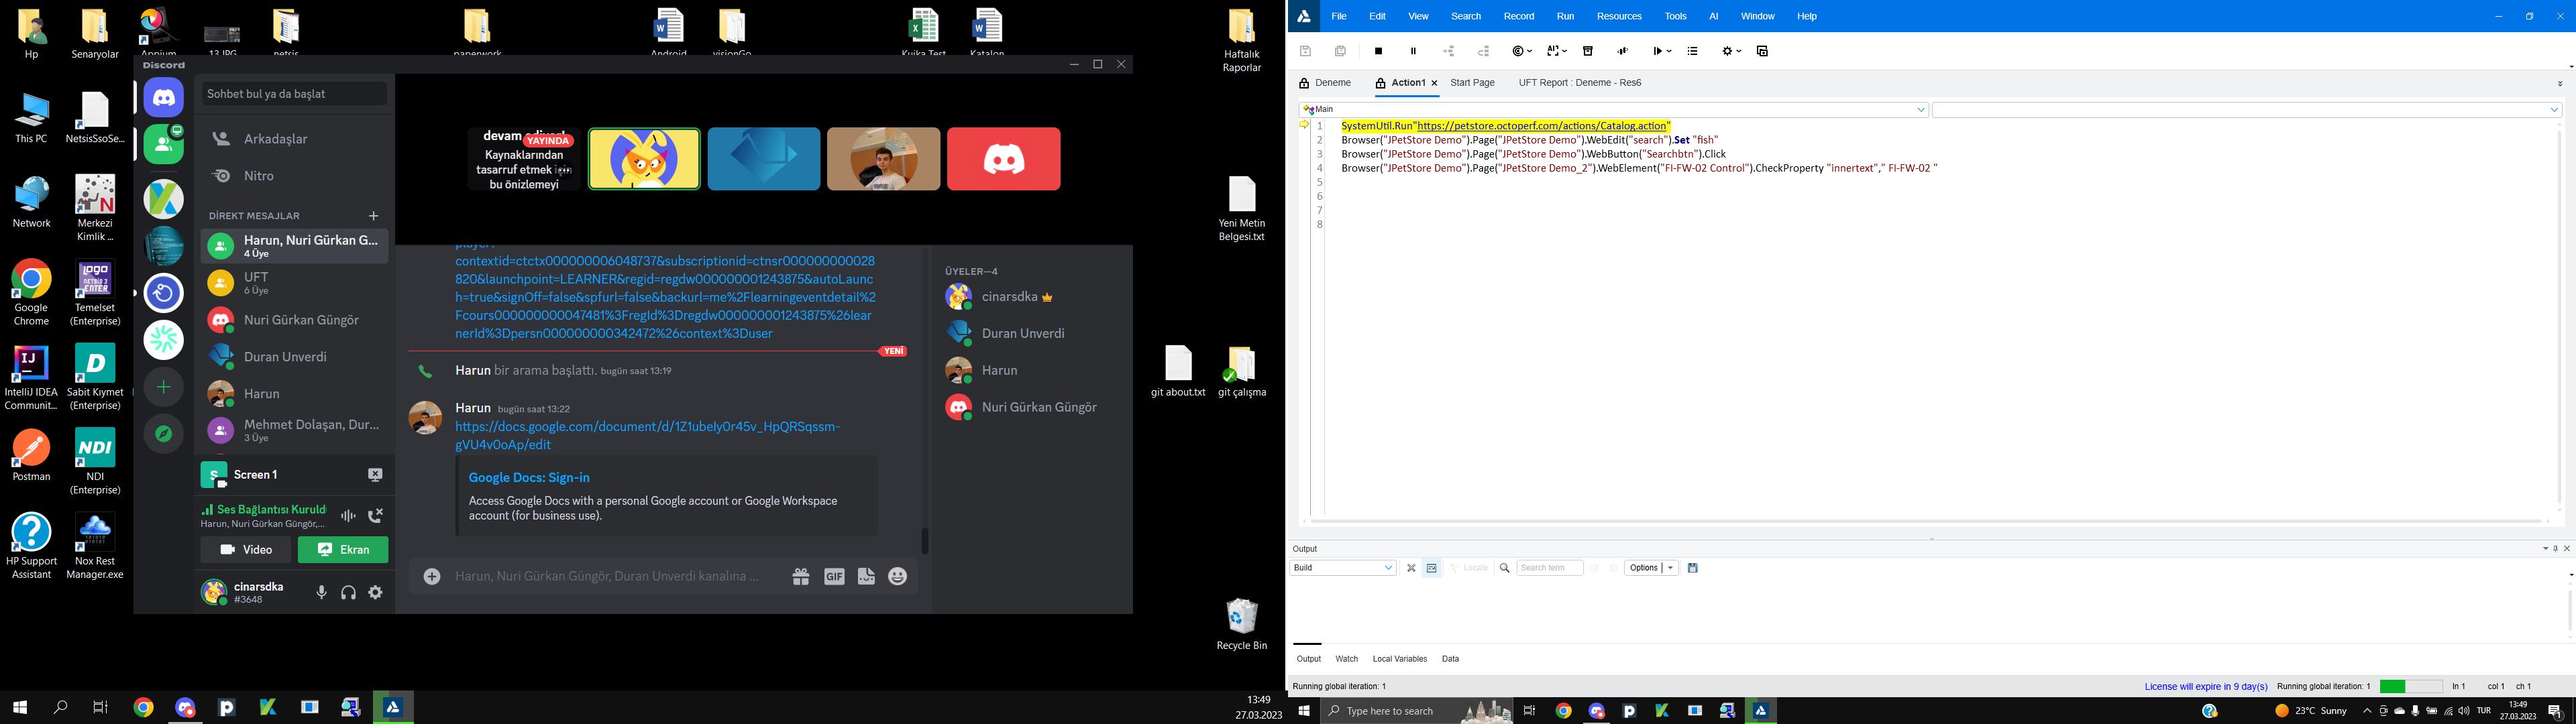 Hp
Senaryolar
Appium
13.JPG
netsis
paperwork
Android
visionGo
Kuika Test
Katalon
Haftalık
Raporlar
This PC
NetsisSsoSe...
Network
Merkezi
Kimlik ...
Google
Chrome
Temelset
(Enterprise)
IntelliJ IDEA
Communit...
Sabit Kıymet
(Enterprise)
Postman
NDI
(Enterprise)
HP Support
Assistant
Nox Rest
Manager.exe
Yeni Metin
Belgesi.txt
git about.txt
git çalışma
Recycle Bin
Discord
Sohbet bul ya da başlat
Arkadaşlar
Nitro
DİREKT MESAJLAR
Harun, Nuri Gürkan G...
4 Üye
UFT
6 Üye
Nuri Gürkan Güngör
Duran Unverdi
Harun
Mehmet Dolaşan, Dur...
3 Üye
Screen 1
Ses Bağlantısı Kuruld
Harun, Nuri Gürkan Güngör,...
Video
Ekran
cinarsdka
#3648
YAYINDA
Kaynaklarından
tasarruf etmek için
bu önizlemeyi
player?
contextid=ctctx000000006048737&subscriptionid=ctnsr000000000028
820&launchpoint=LEARNER&regid=regdw000000001243875&autoLaunc
h=true&signOff=false&spfurl=false&backurl=me%2Flearningeventdetail%2
Fcours000000000047481%3FregId%3Dregdw000000001243875%26lear
nerId%3Dpersn000000000342472%26context%3Duser
YENİ
Harun bir arama başlattı. bugün saat 13:19
Harun bugün saat 13:22
https://docs.google.com/document/d/1Z1ubeIy0r45v_HpQRSqssm-
gVU4v0oAp/edit
Google Docs: Sign-in
Access Google Docs with a personal Google account or Google Workspace
account (for business use).
Harun, Nuri Gürkan Güngör, Duran Unverdi kanalına ...
GIF
ÜYELER—4
cinarsdka
Duran Unverdi
Harun
Nuri Gürkan Güngör
13:49
27.03.2023
File Edit View Search Record Run Resources Tools AI Window Help
Deneme
Action1
Start Page
UFT Report : Deneme - Res6
Main
1 SystemUtil.Run"https://petstore.octoperf.com/actions/Catalog.action"
2 Browser("JPetStore Demo").Page("JPetStore Demo").WebEdit("search").Set "fish"
3 Browser("JPetStore Demo").Page("JPetStore Demo").WebButton("Searchbtn").Click
4 Browser("JPetStore Demo").Page("JPetStore Demo_2").WebElement("FI-FW-02 Control").CheckProperty "innertext"," FI-FW-02 "
5
6
7
8
Output
Build
Locate
Search term
Options
Output Watch Local Variables Data
Running global iteration: 1
License will expire in 9 day(s)
Running global iteration: 1
ln 1 col 1 ch 1
Type here to search
23°C Sunny
TUR
13:49
27.03.2023